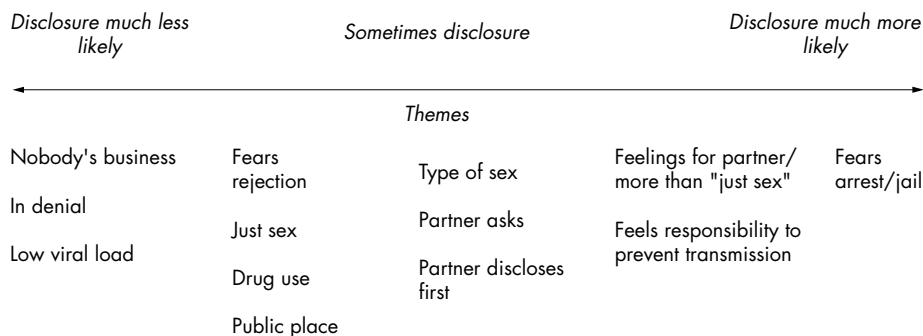 Disclosure much less
likely
Sometimes disclosure
Disclosure much more
likely
Themes
Nobody's business
In denial
Low viral load
Fears
rejection
Just sex
Drug use
Public place
Type of sex
Partner asks
Partner discloses
first
Feelings for partner/
more than "just sex"
Feels responsibility to
prevent transmission
Fears
arrest/jail